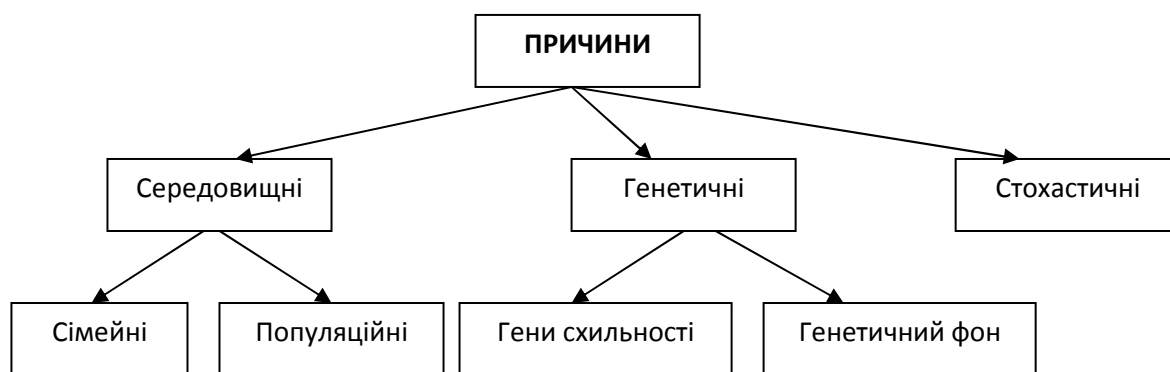 ПРИЧИНИ
Середовищні
Генетичні
Стохастичні
Сімейні
Популяційні
Гени схильності
Генетичний фон